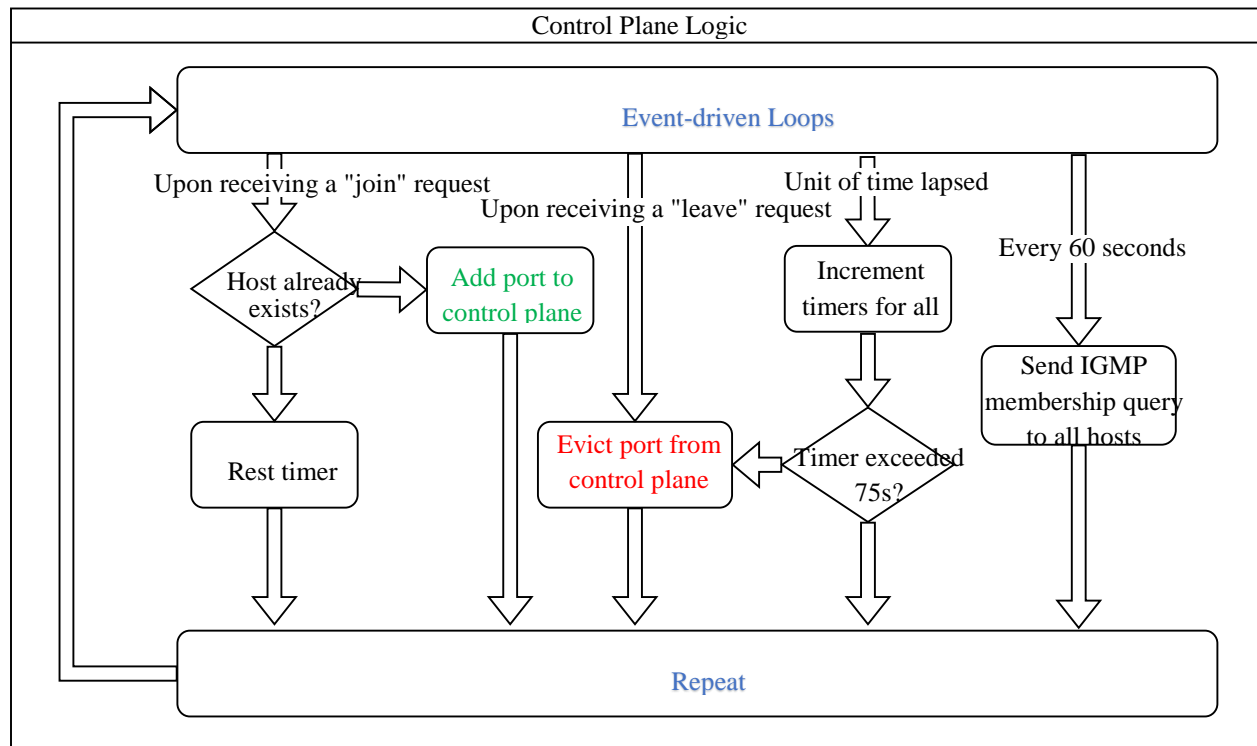 Control Plane Logic
Event-driven Loops
Upon receiving a "join" request
Upon receiving a "leave" request
Unit of time lapsed
Every 60 seconds
Host already
exists?
Add port to
control plane
Increment
timers for all
Send IGMP
membership query
to all hosts
Rest timer
Evict port from
control plane
Timer exceeded
75s?
Repeat